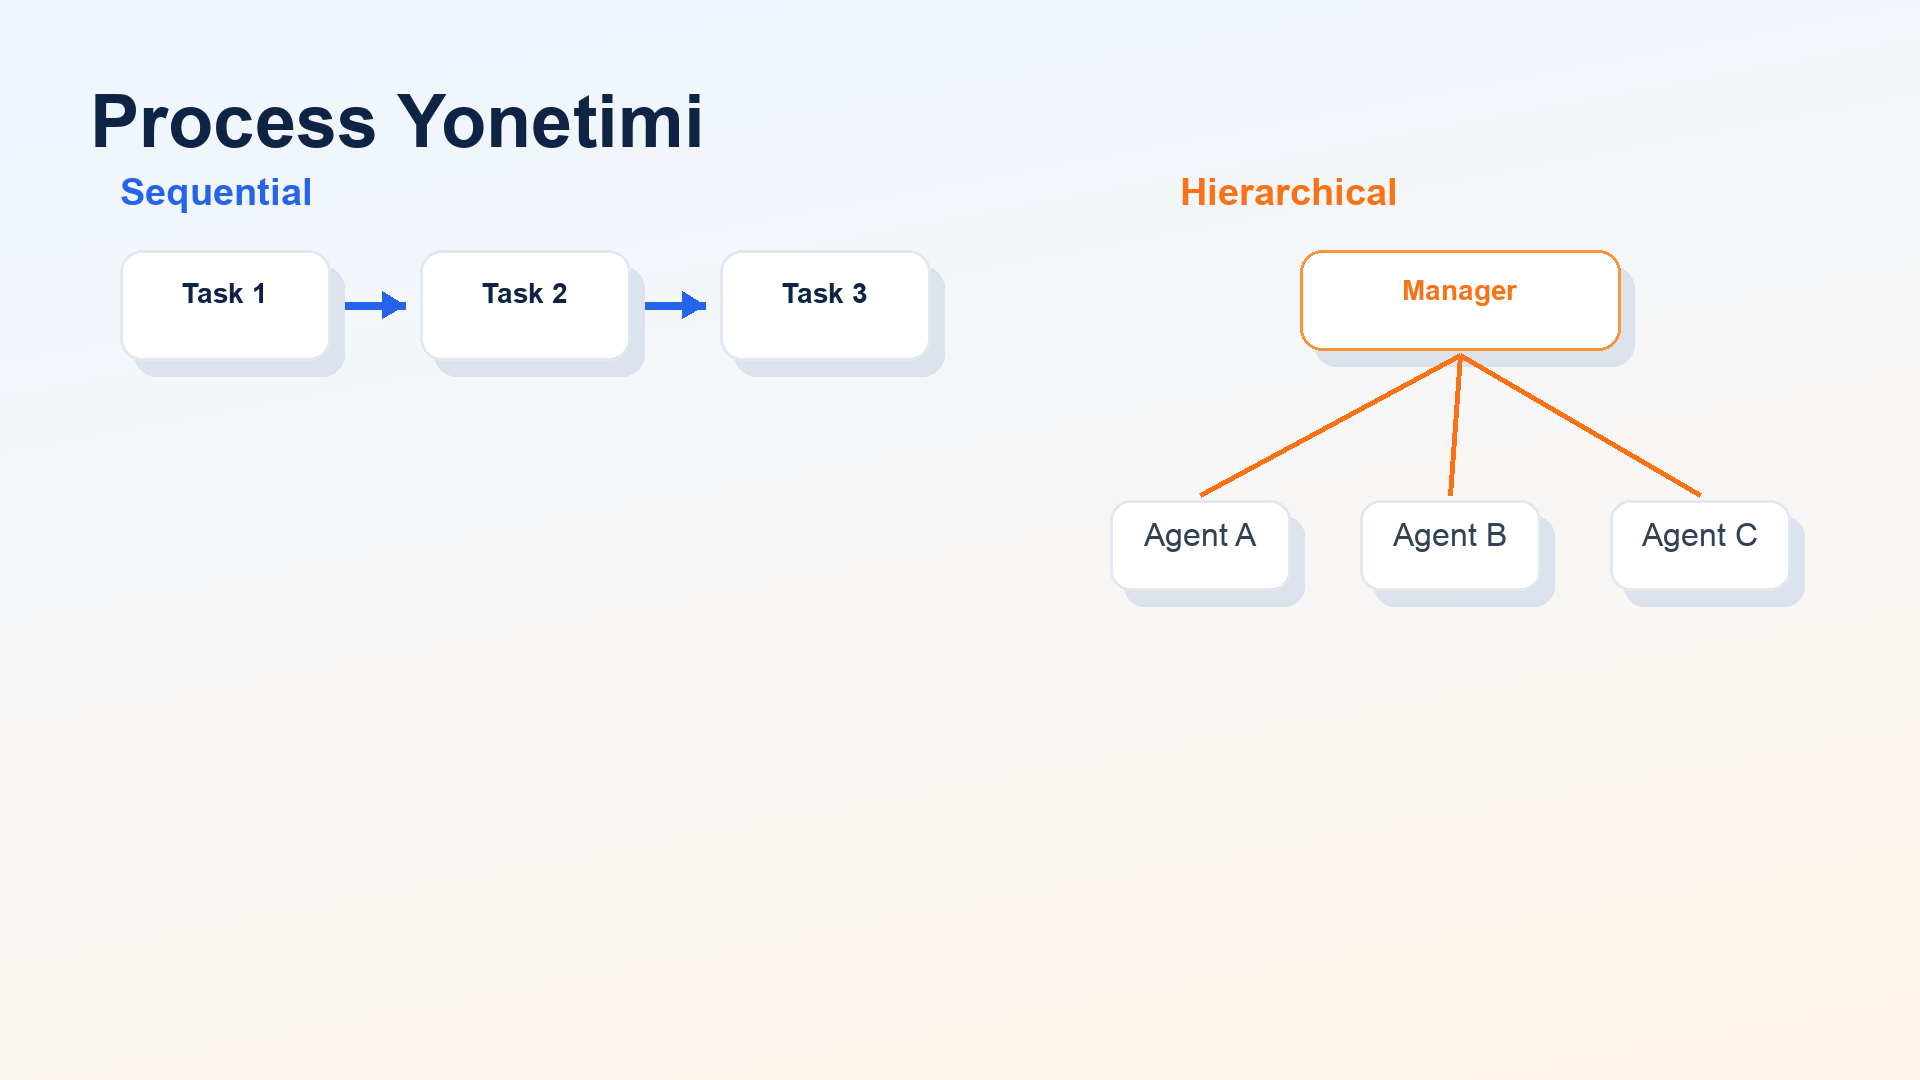 Process Yonetimi
Sequential
Task 1
Task 2
Task 3
Hierarchical
Manager
Agent A
Agent B
Agent C